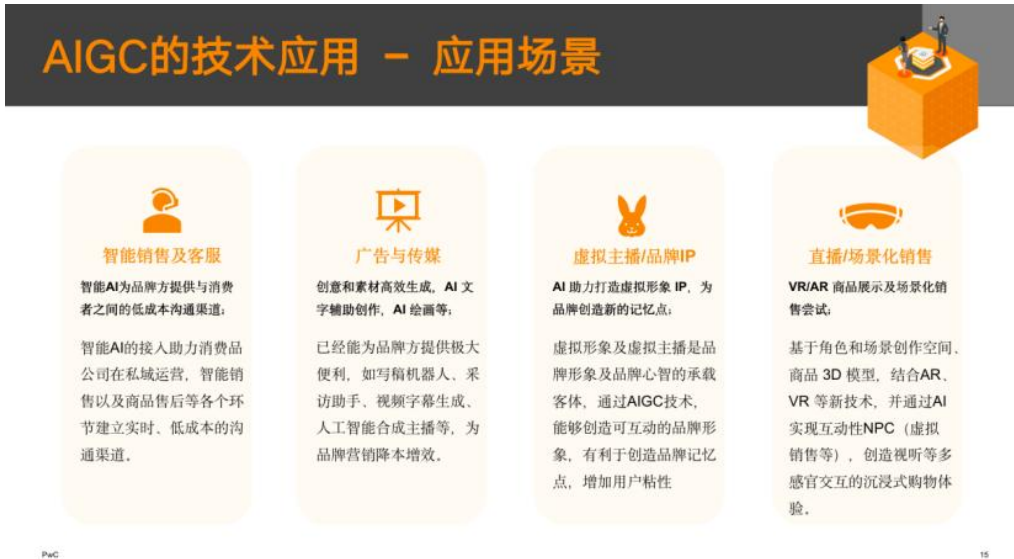 AIGC的技术应用 – 应用场景
智能销售及客服
智能AI为品牌方提供与消费
者之间的低成本沟通渠道;
智能AI的接入助力消费品
公司在私域运营，智能销
售以及商品售后等各个环
节建立实时、低成本的沟
通渠道。
广告与传媒
创意和素材高效生成，AI 文
字辅助创作，AI 绘画等;
已经能为品牌方提供极大
便利，如写稿机器人、采
访助手、视频字幕生成、
人工智能合成主播等，为
品牌营销降本增效。
虚拟主播/品牌IP
AI 助力打造虚拟形象 IP，为
品牌创造新的记忆点;
虚拟形象及虚拟主播是品
牌形象及品牌心智的承载
客体，通过AIGC技术，
能够创造可互动的品牌形
象，有利于创造品牌记忆
点，增加用户粘性
直播/场景化销售
VR/AR 商品展示及场景化销
售尝试;
基于角色和场景创作空间、
商品 3D 模型，结合AR、
VR 等新技术，并通过AI
实现互动性NPC（虚拟
销售等），创造视听等多
感官交互的沉浸式购物体
验。
PwC
15